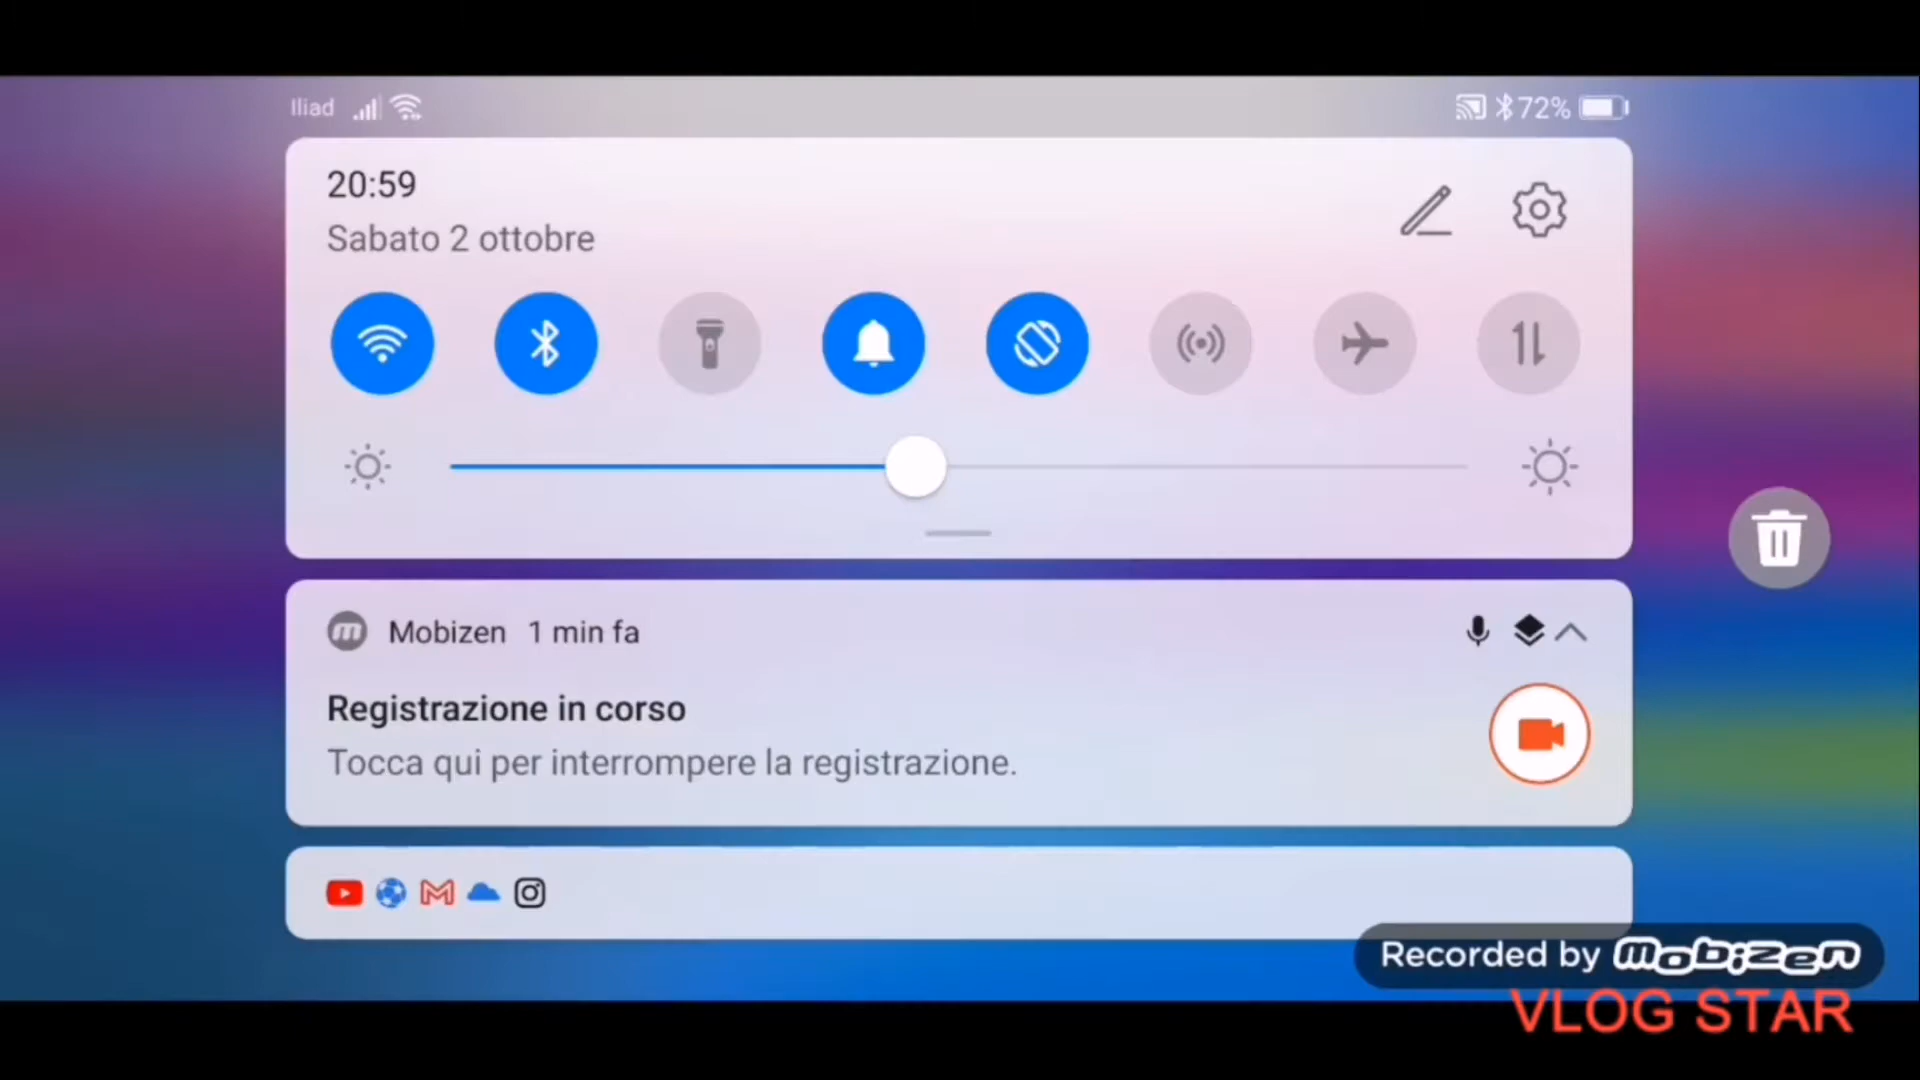 Iliad
72%
20:59
Sabato 2 ottobre
Mobizen 1 min fa
Registrazione in corso
Tocca qui per interrompere la registrazione.
Recorded by mobizen
VLOG STAR